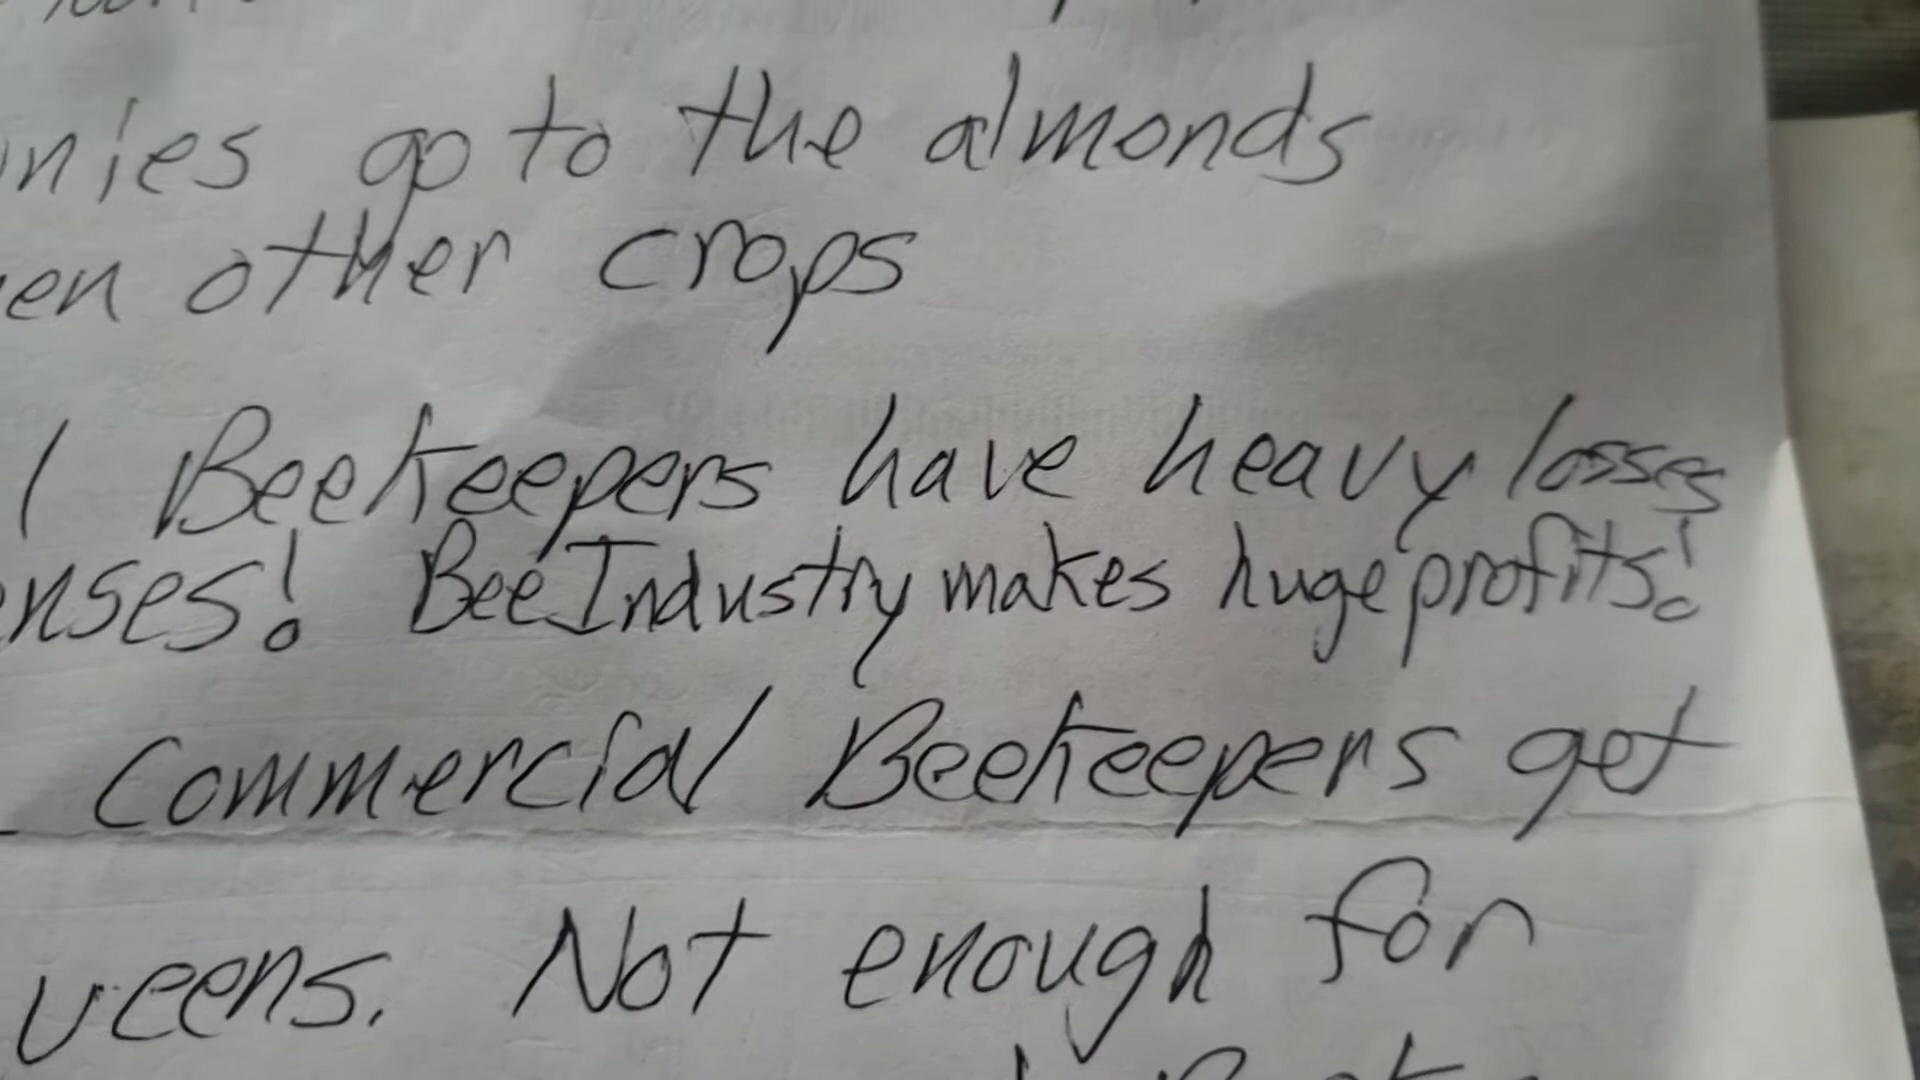 nies go to the almonds
en other crops
l Beekeepers have heavy losses
nses! Bee Industry makes huge profits!
Commercial Beekeepers get
ueens. Not enough for